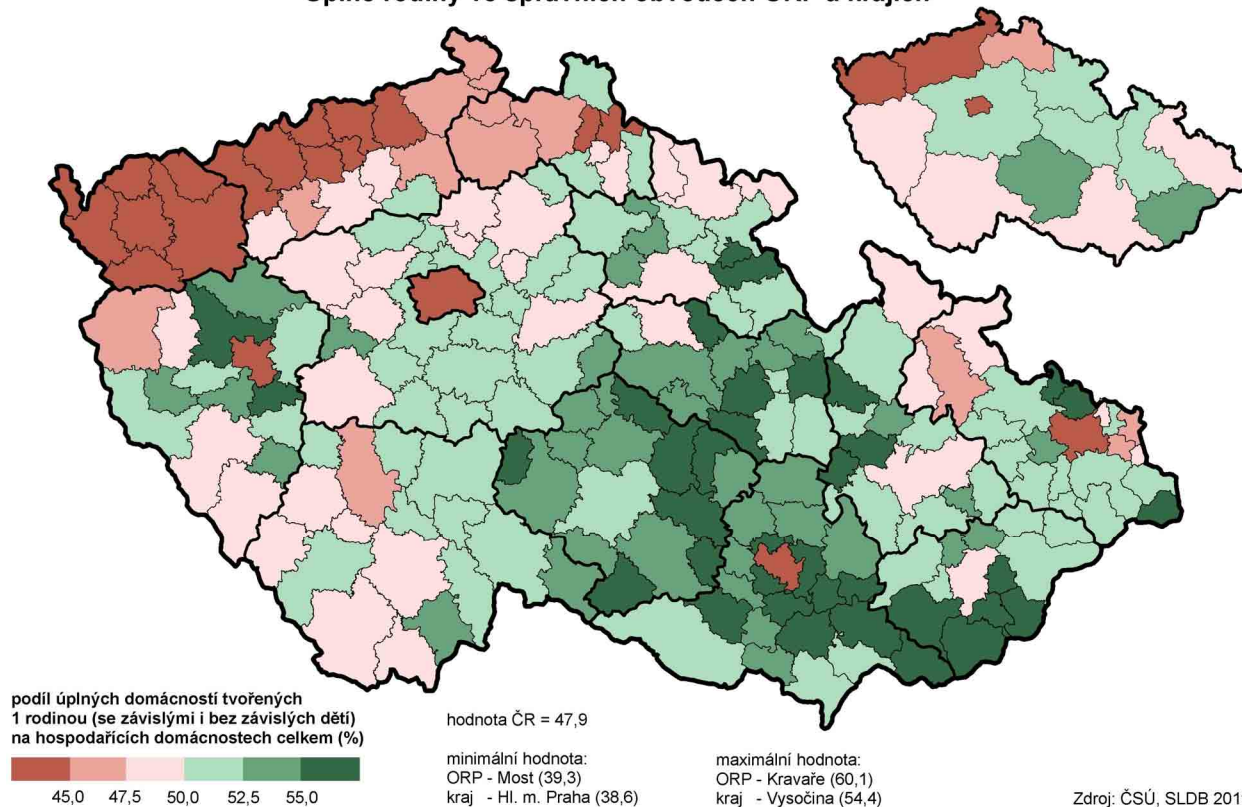 podíl úplných domácností tvořených
1 rodinou (se závislými i bez závislých dětí)
na hospodařících domácnostech celkem (%)
45,0 47,5 50,0 52,5 55,0
hodnota ČR = 47,9
minimální hodnota:
ORP - Most (39,3)
kraj - Hl. m. Praha (38,6)
maximální hodnota:
ORP - Kravaře (60,1)
kraj - Vysočina (54,4)
Zdroj: ČSÚ, SLDB